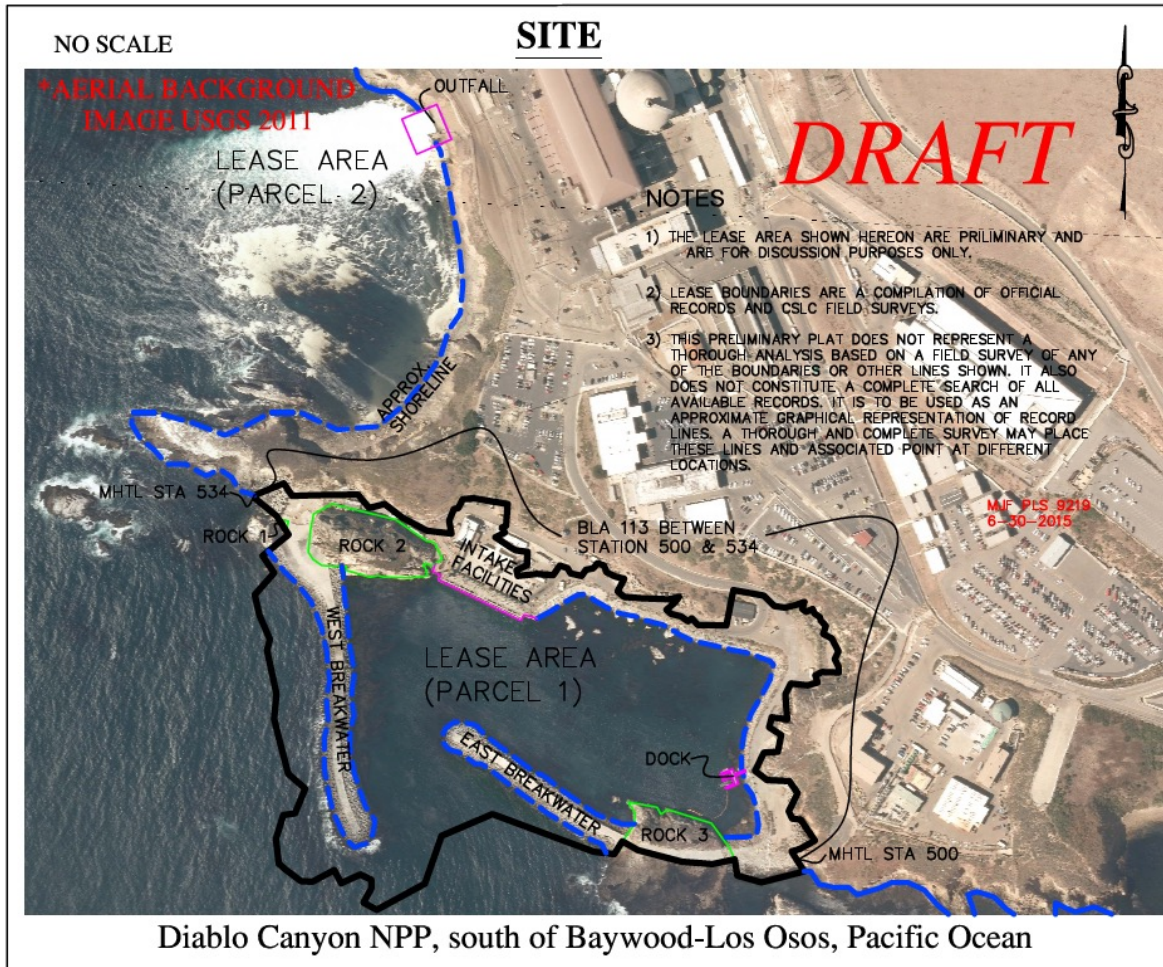 SITE
NO SCALE
*AERIAL BACKGROUND
IMAGE USGS 2011
OUTFALL
LEASE AREA
(PARCEL 2)
DRAFT
NOTES
1) THE LEASE AREA SHOWN HEREON ARE PRILIMINARY AND
ARE FOR DISCUSSION PURPOSES ONLY.
2) LEASE BOUNDARIES ARE A COMPILATION OF OFFICIAL
RECORDS AND CSLC FIELD SURVEYS.
3) THIS PRELIMINARY PLAT DOES NOT REPRESENT A
THOROUGH ANALYSIS BASED ON A FIELD SURVEY OF ANY
OF THE BOUNDARIES OR OTHER LINES SHOWN. IT ALSO
DOES NOT CONSTITUTE A COMPLETE SEARCH OF ALL
AVAILABLE RECORDS. IT IS TO BE USED AS AN
APPROXIMATE GRAPHICAL REPRESENTATION OF RECORD
LINES. A THOROUGH AND COMPLETE SURVEY MAY PLACE
THESE LINES AND ASSOCIATED POINT AT DIFFERENT
LOCATIONS.
APPROX
SHORELINE
MHTL STA 534
MJF PLS 9219
6-30-2015
ROCK 1
ROCK 2
INTAKE
FACILITIES
BLA 113 BETWEEN
STATION 500 & 534
WEST BREAKWATER
LEASE AREA
(PARCEL 1)
EAST BREAKWATER
DOCK
ROCK 3
MHTL STA 500
Diablo Canyon NPP, south of Baywood-Los Osos, Pacific Ocean